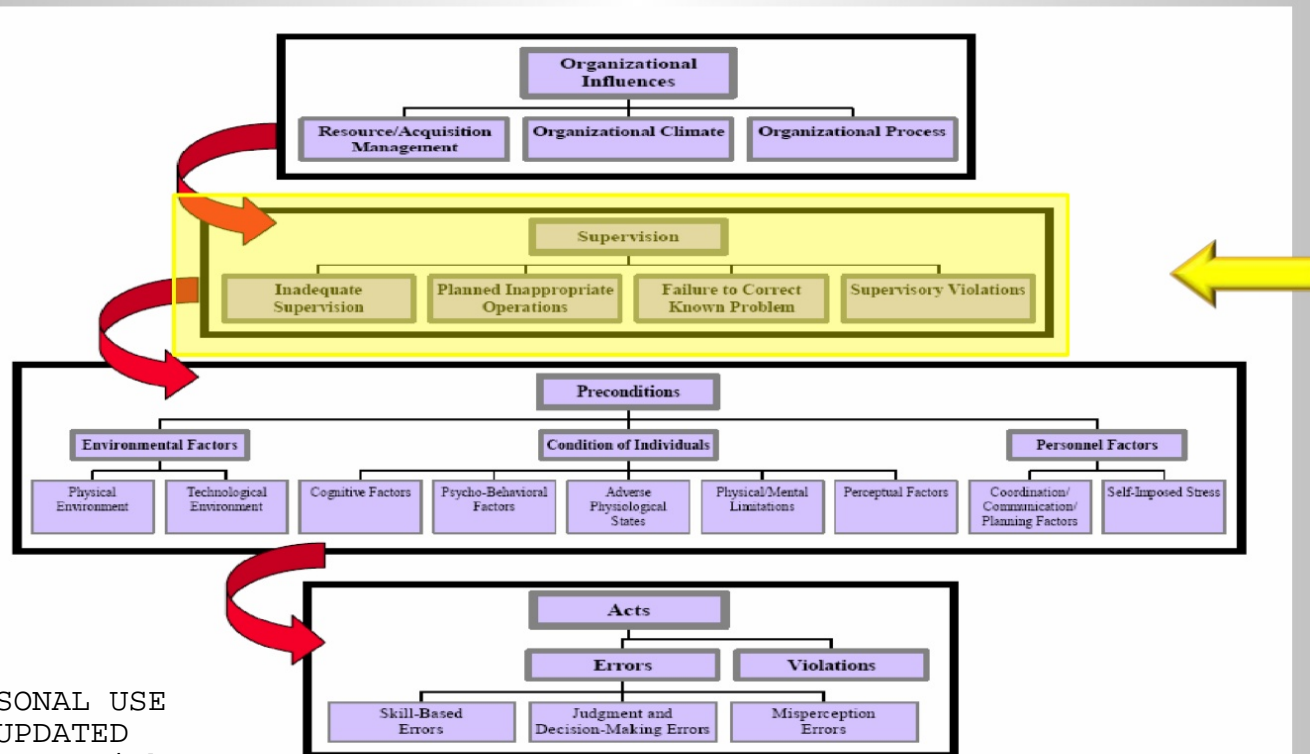 Organizational
Influences
Resource/Acquisition
Management
Organizational Climate
Organizational Process
Supervision
Inadequate
Supervision
Planned Inappropriate
Operations
Failure to Correct
Known Problem
Supervisory Violations
Preconditions
Environmental Factors
Condition of Individuals
Personnel Factors
Physical
Environment
Technological
Environment
Cognitive Factors
Psycho-Behavioral
Factors
Adverse
Physiological
States
Physical/Mental
Limitations
Perceptual Factors
Coordination/
Communication/
Planning Factors
Self-Imposed Stress
Acts
Errors
Violations
Skill-Based
Errors
Judgment and
Decision-Making Errors
Misperception
Errors
SONAL USE
UPDATED